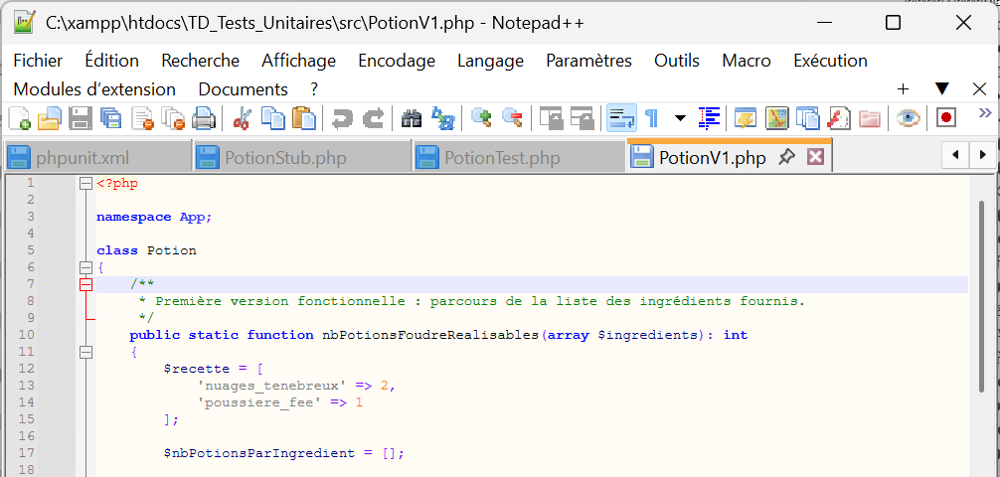 C:\xampp\htdocs\TD_Tests_Unitaires\src\PotionV1.php - Notepad++
Fichier Édition Recherche Affichage Encodage Langage Paramètres Outils Macro Exécution
Modules d'extension Documents ?
phpunit.xml PotionStub.php PotionTest.php PotionV1.php
1 <?php
2
3 namespace App;
4
5 class Potion
6 {
7 /**
8 * Première version fonctionnelle : parcours de la liste des ingrédients fournis.
9 */
10 public static function nbPotionsFoudreRealisables(array $ingredients): int
11 {
12 $recette = [
13 'nuages_tenebreux' => 2,
14 'poussiere_fee' => 1
15 ];
16
17 $nbPotionsParIngredient = [];
18